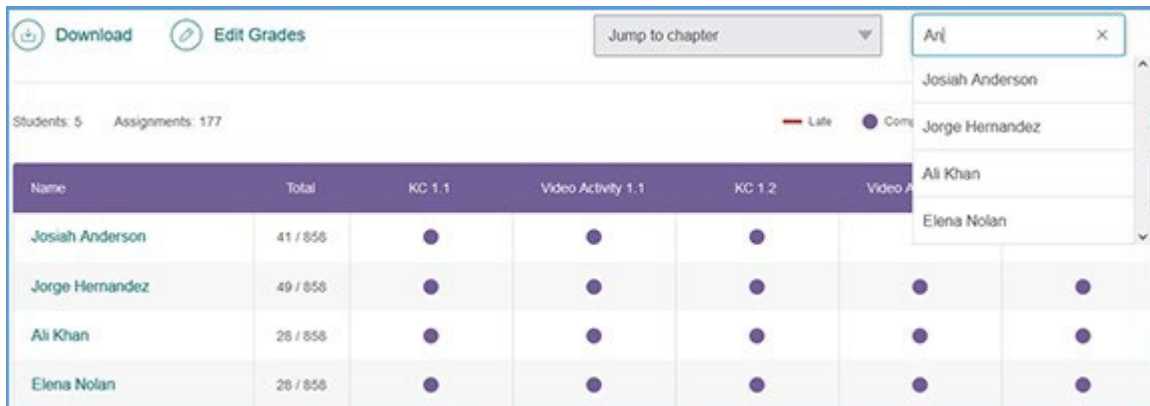 Download Edit Grades Jump to chapter An ×
Josiah Anderson
Students: 5 Assignments: 177 Late
Jorge Hernandez
Ali Khan
Name Total KC 1.1 Video Activity 1.1 KC 1.2 Video
Elena Nolan
Josiah Anderson 41 / 858
Jorge Hernandez 49 / 858
Ali Khan 28 / 858
Elena Nolan 28 / 858